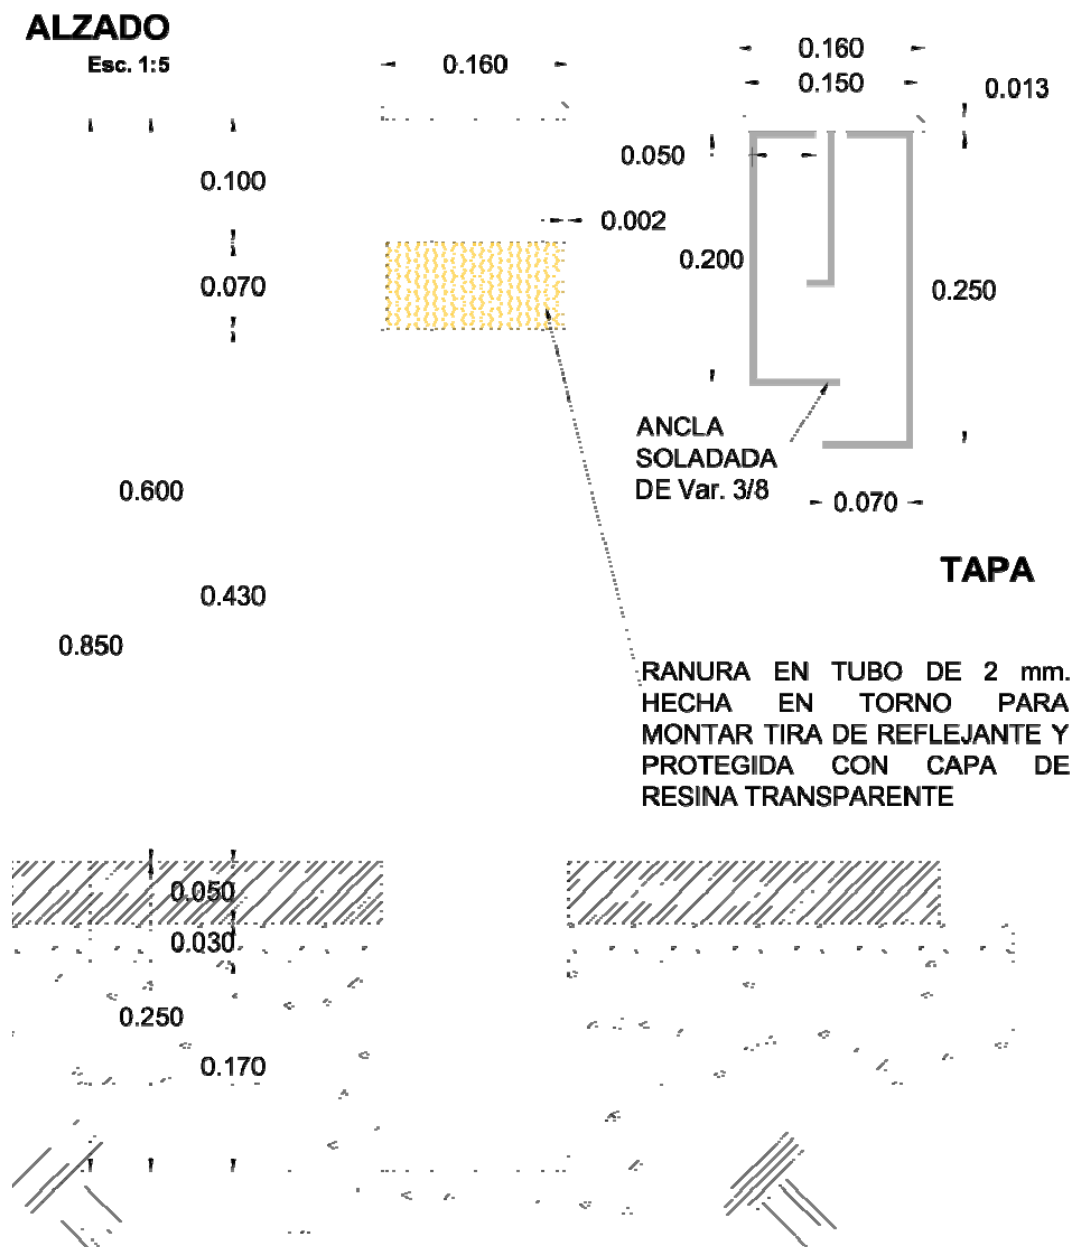 ALZADO
Esc. 1:5
0.160
0.160
0.150
0.013
0.050
0.100
0.002
0.200
0.070
0.250
ANCLA
SOLADADA
DE Var. 3/8
0.070
0.600
TAPA
0.430
0.850
RANURA EN TUBO DE 2 mm.
HECHA EN TORNO PARA
MONTAR TIRA DE REFLEJANTE Y
PROTEGIDA CON CAPA DE
RESINA TRANSPARENTE
0.050
0.030
0.250
0.170